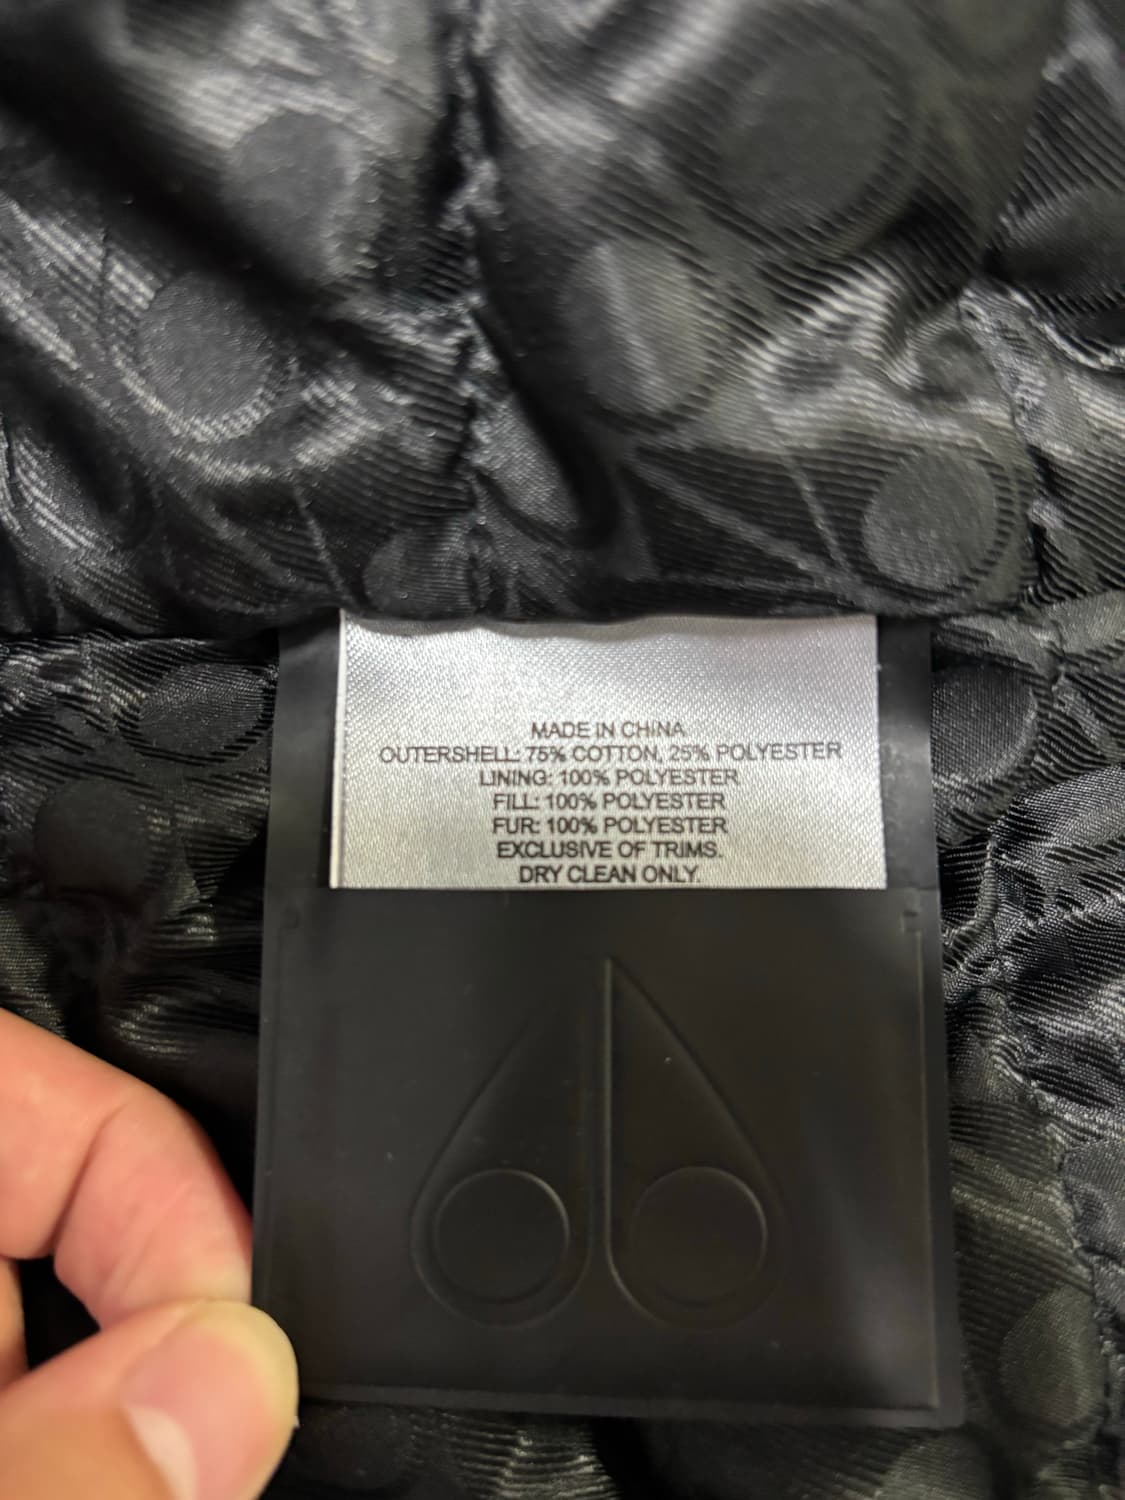 MADE IN CHINA
OUTERSHELL: 75% COTTON, 25% POLYESTER
LINING: 100% POLYESTER
FILL: 100% POLYESTER
FUR: 100% POLYESTER
EXCLUSIVE OF TRIMS.
DRY CLEAN ONLY.